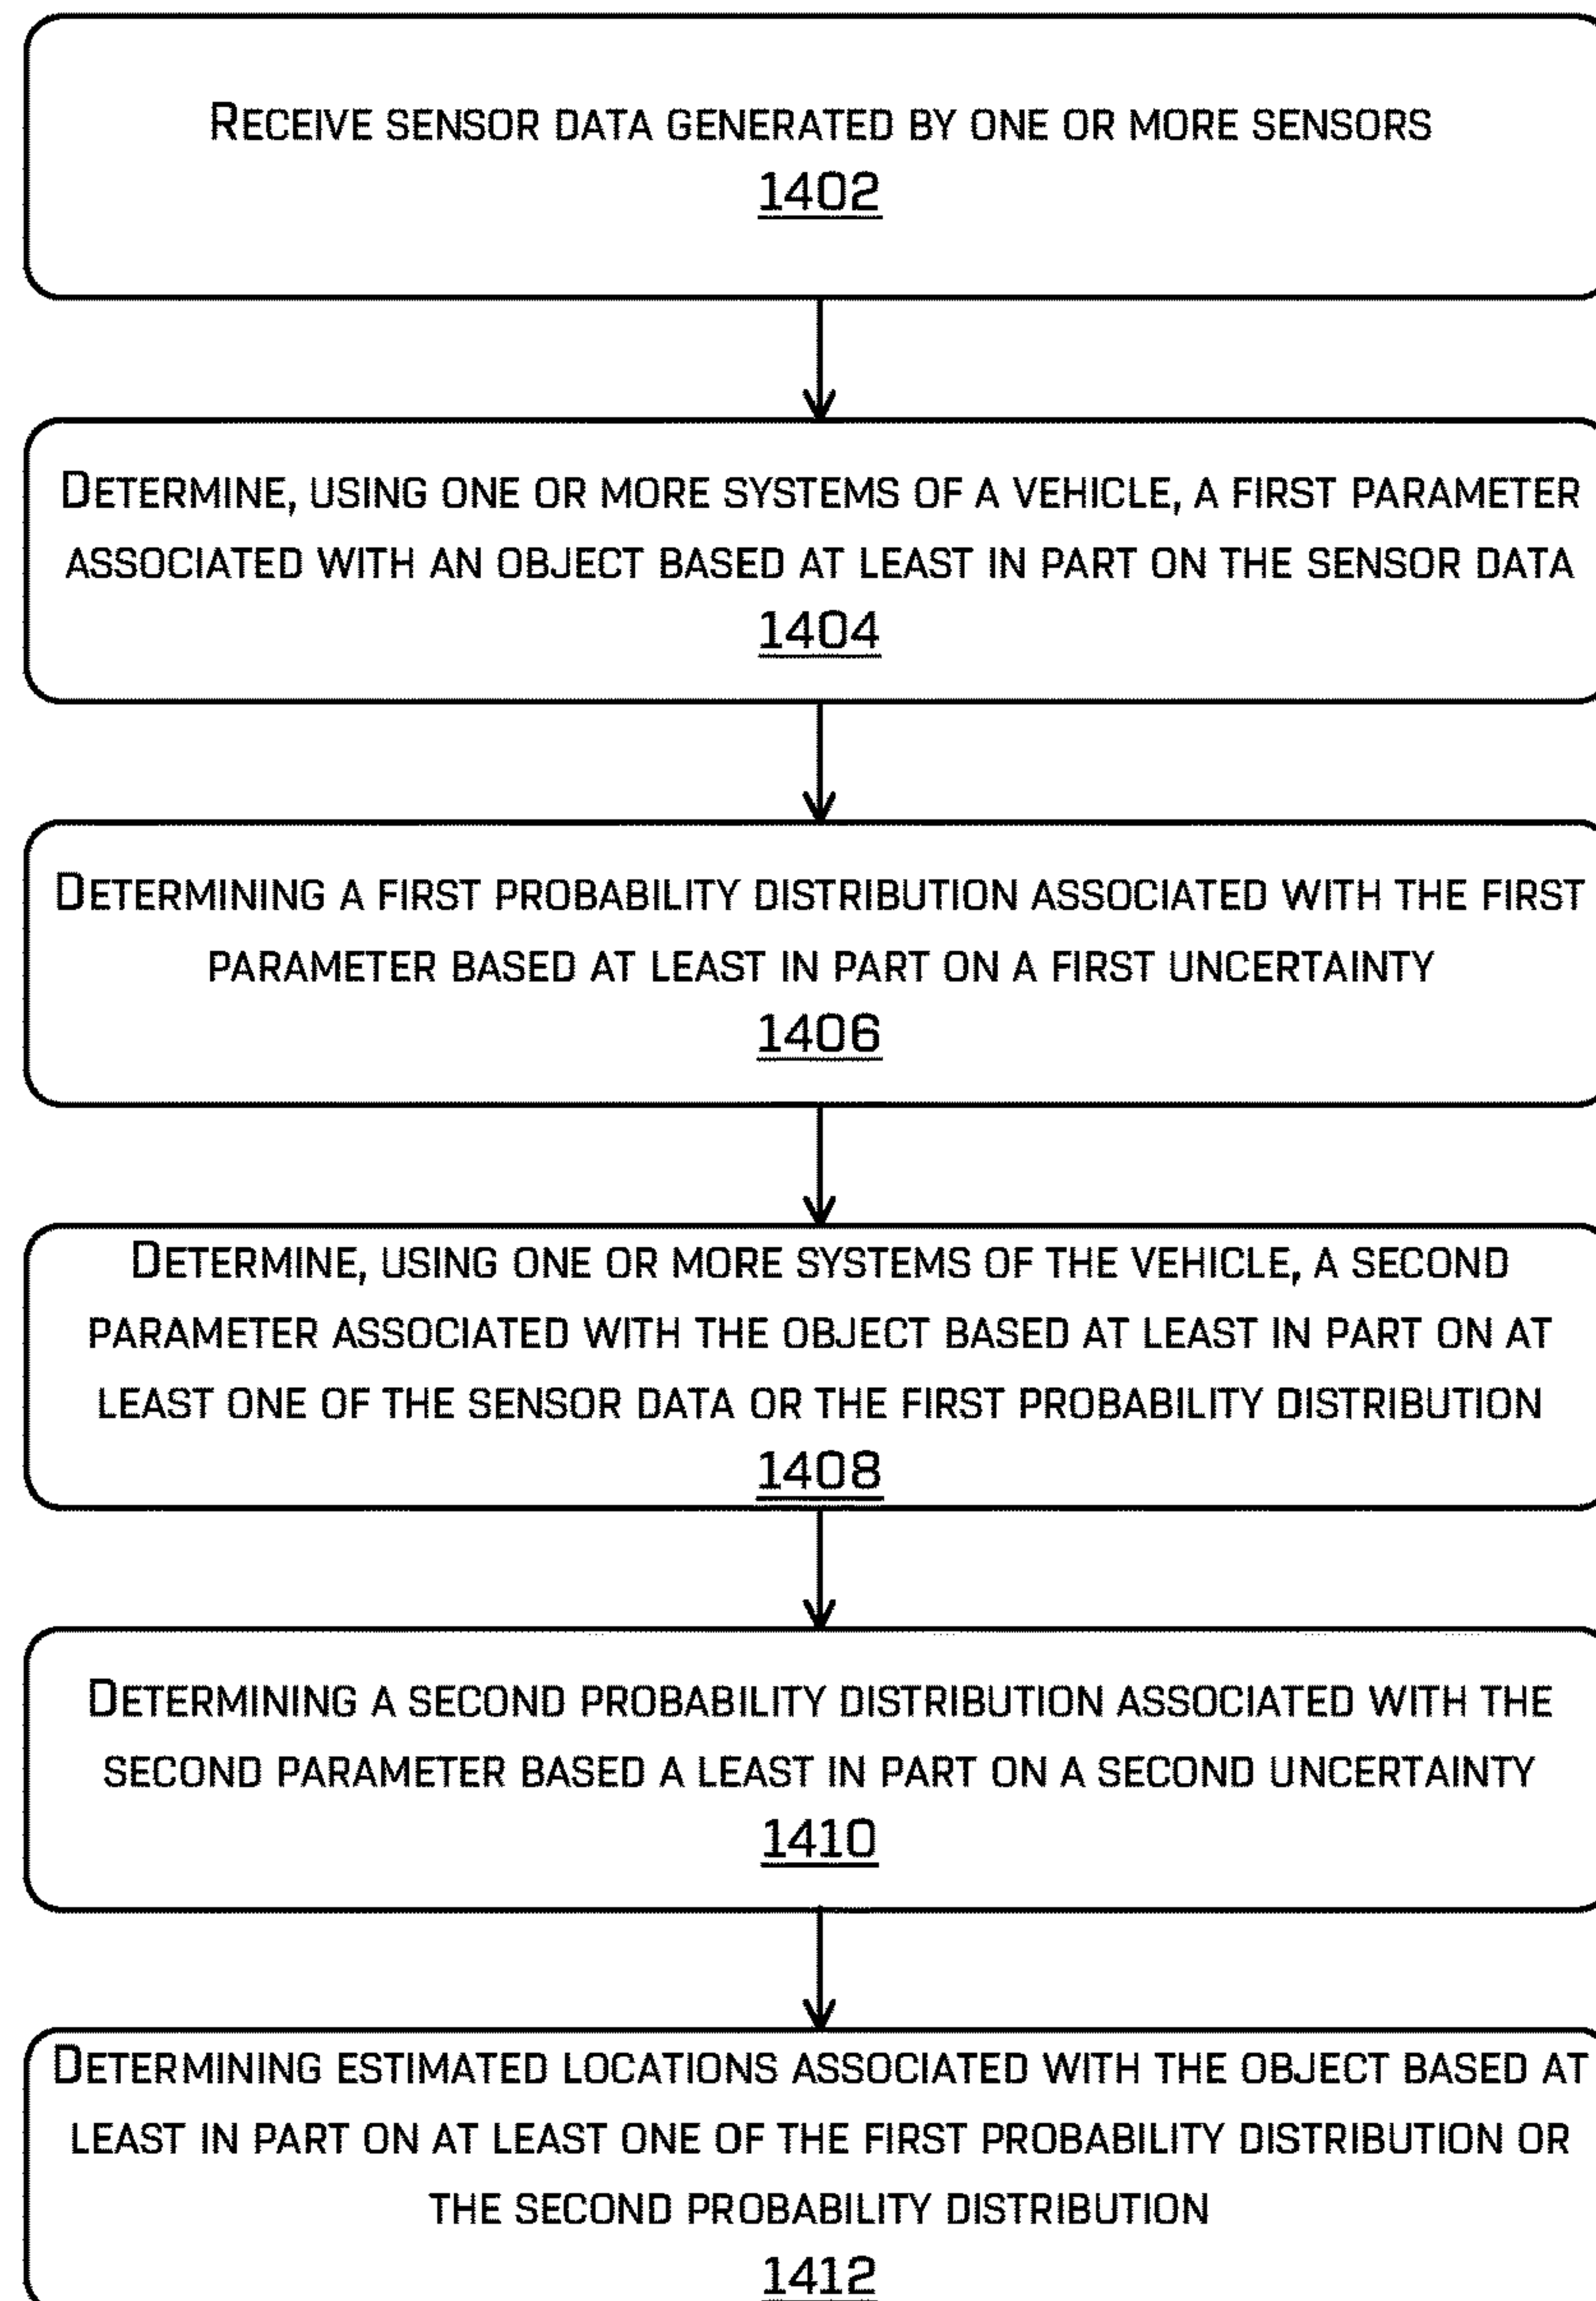 RECEIVE SENSOR DATA GENERATED BY ONE OR MORE SENSORS
1402
DETERMINE, USING ONE OR MORE SYSTEMS OF A VEHICLE, A FIRST PARAMETER
ASSOCIATED WITH AN OBJECT BASED AT LEAST IN PART ON THE SENSOR DATA
1404
DETERMINING A FIRST PROBABILITY DISTRIBUTION ASSOCIATED WITH THE FIRST
PARAMETER BASED AT LEAST IN PART ON A FIRST UNCERTAINTY
1406
DETERMINE, USING ONE OR MORE SYSTEMS OF THE VEHICLE, A SECOND
PARAMETER ASSOCIATED WITH THE OBJECT BASED AT LEAST IN PART ON AT
LEAST ONE OF THE SENSOR DATA OR THE FIRST PROBABILITY DISTRIBUTION
1408
DETERMINING A SECOND PROBABILITY DISTRIBUTION ASSOCIATED WITH THE
SECOND PARAMETER BASED A LEAST IN PART ON A SECOND UNCERTAINTY
1410
DETERMINING ESTIMATED LOCATIONS ASSOCIATED WITH THE OBJECT BASED AT
LEAST IN PART ON AT LEAST ONE OF THE FIRST PROBABILITY DISTRIBUTION OR
THE SECOND PROBABILITY DISTRIBUTION
1412